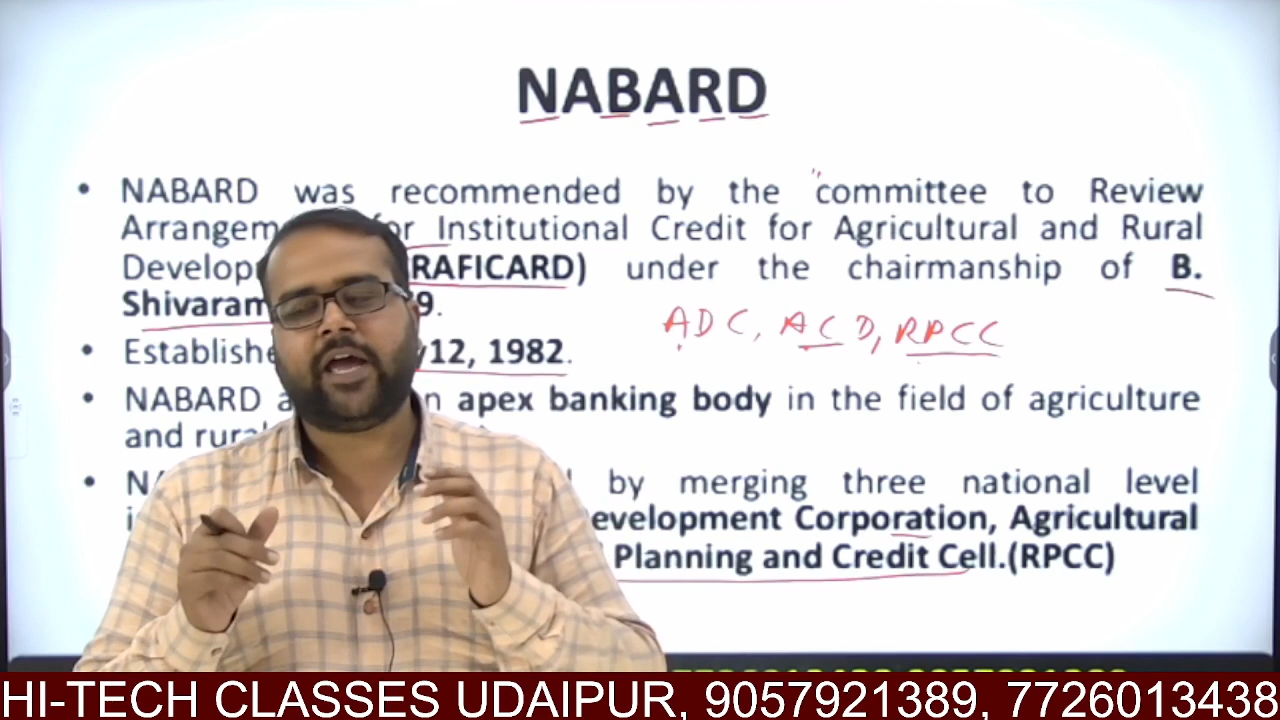 NABARD
• NABARD was recommended by the "committee to Review
Arrangem or Institutional Credit for Agricultural and Rural
Develop RAFICARD) under the chairmanship of B.
Shivaram 9.
ADC, ACD, RPCC
• Establishe 12, 1982.
• NABARD a n apex banking body in the field of agriculture
and rur
• NA by merging three national level
evelopment Corporation, Agricultural
Planning and Credit Cell.(RPCC)
HI-TECH CLASSES UDAIPUR, 9057921389, 7726013438